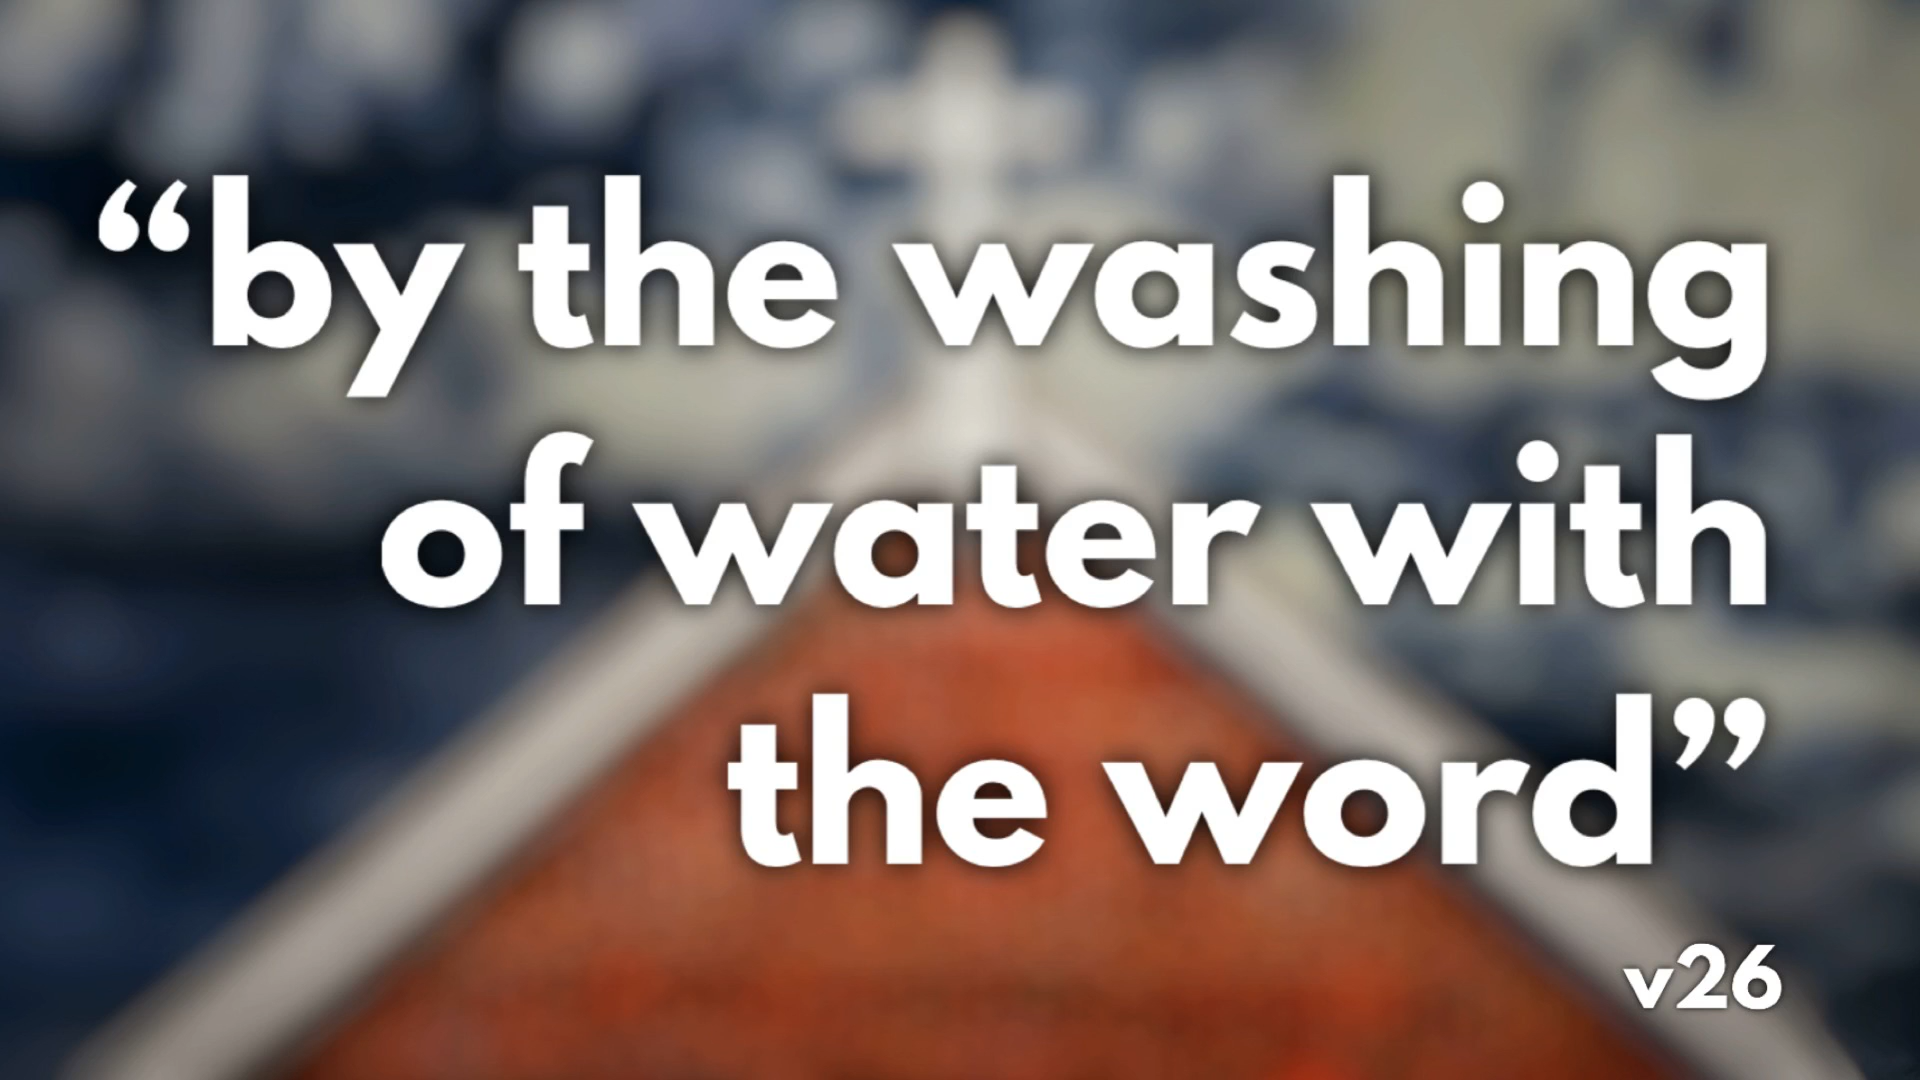 “by the washing
of water with
the word”
v26